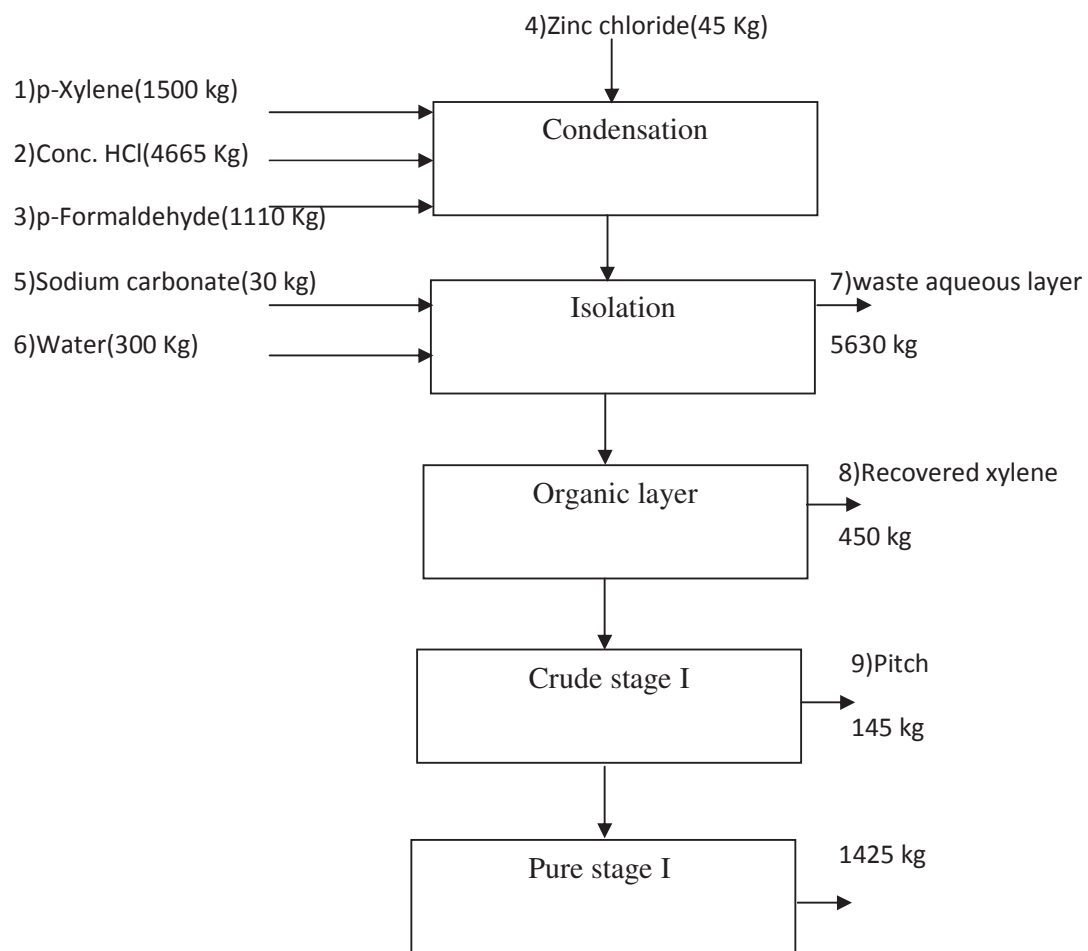 4)Zinc chloride(45 Kg)
1)p-Xylene(1500 kg)
Condensation
2)Conc. HCl(4665 Kg)
3)p-Formaldehyde(1110 Kg)
5)Sodium carbonate(30 kg)
7)waste aqueous layer
Isolation
6)Water(300 Kg)
5630 kg
8)Recovered xylene
Organic layer
450 kg
9)Pitch
Crude stage I
145 kg
1425 kg
Pure stage I